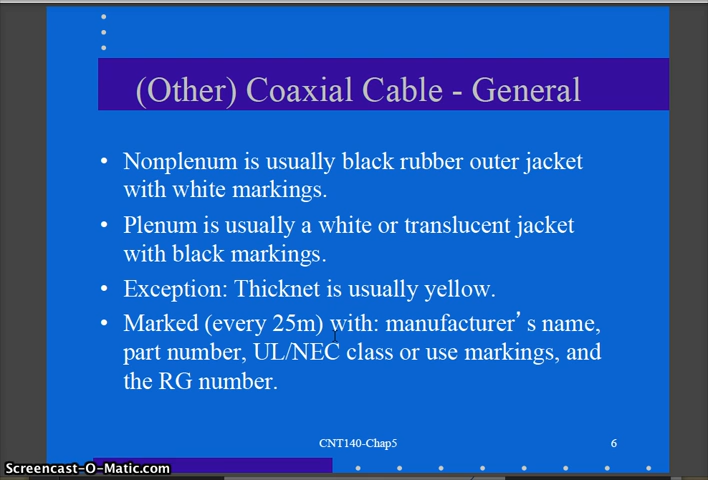 (Other) Coaxial Cable - General
• Nonplenum is usually black rubber outer jacket
with white markings.
• Plenum is usually a white or translucent jacket
with black markings.
• Exception: Thicknet is usually yellow.
• Marked (every 25m) with: manufacturer’s name,
part number, UL/NEC class or use markings, and
the RG number.
CNT140-Chap5 6
Screencast-O-Matic.com